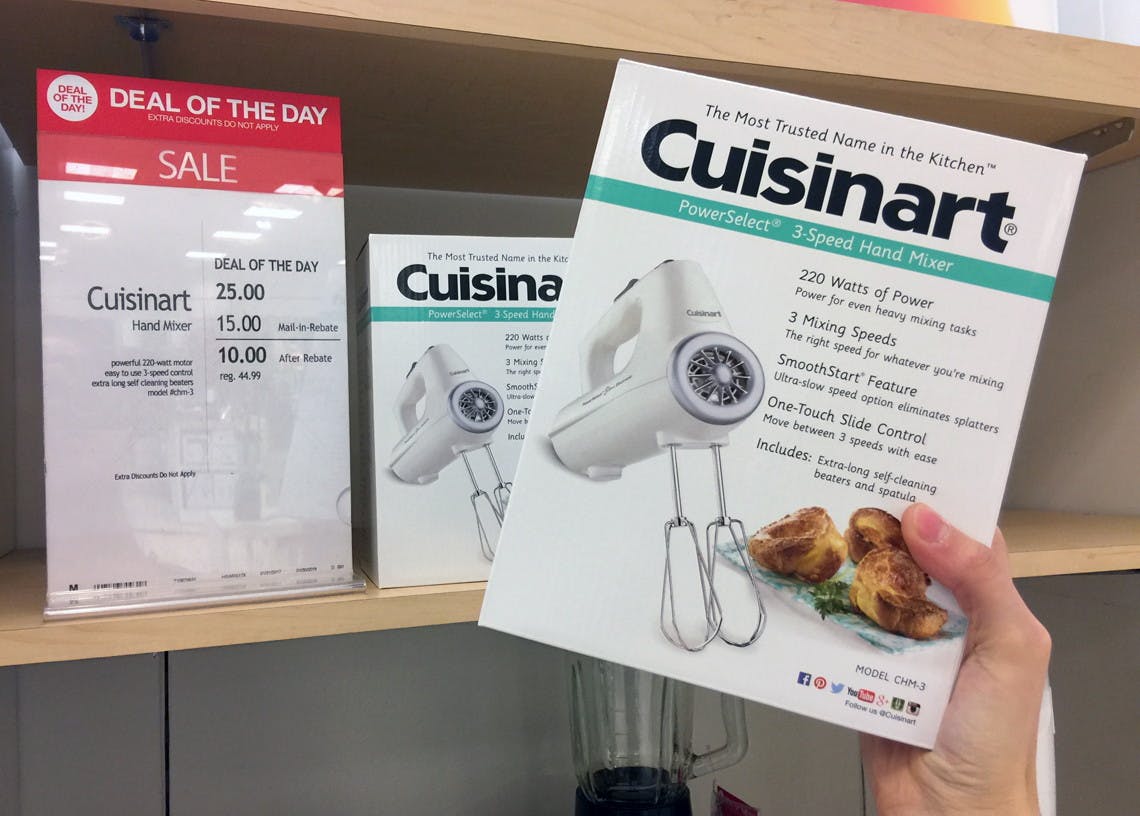 DEAL
OF THE
DAY!
DEAL OF THE DAY
EXTRA DISCOUNTS DO NOT APPLY
SALE
Cuisinart
Hand Mixer
powerful 220-watt motor
easy to use 3-speed control
extra long self cleaning beaters
model #chm-3
DEAL OF THE DAY
25.00
15.00 Mail-in-Rebate
10.00 After Rebate
reg. 44.99
Extra Discounts Do Not Apply
M
The Most Trusted Name in the Kitc
Cuisina
PowerSelect® 3-Speed Hand
220 Watts
Power for
3 Mixing
The right
Cuisinart
The Most Trusted Name in the Kitchen™
Cuisinart®
PowerSelect® 3-Speed Hand Mixer
220 Watts of Power
Power for even heavy mixing tasks
3 Mixing Speeds
The right speed for whatever you're mixing
SmoothStart® Feature
Ultra-slow speed option eliminates splatters
One-Touch Slide Control
Move between 3 speeds with ease
Includes: Extra-long self-cleaning
beaters and spatula
Cuisinart
MODEL CHM-3
YouTube
Follow us @Cuisinart